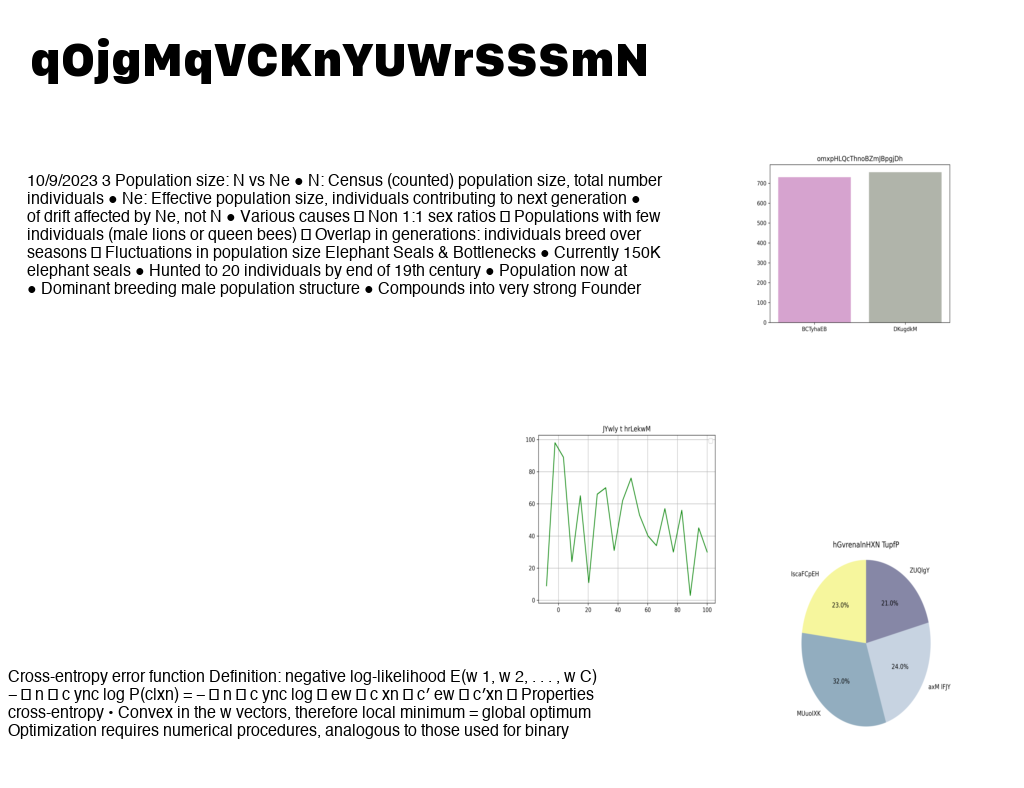 qOjgMqVCKnYUWrSSSmN
10/9/2023 3 Population size: N vs Ne ● N: Census (counted) population size, total number
individuals ● Ne: Effective population size, individuals contributing to next generation ●
of drift affected by Ne, not N ● Various causes □ Non 1:1 sex ratios □ Populations with few
individuals (male lions or queen bees) □ Overlap in generations: individuals breed over
seasons □ Fluctuations in population size Elephant Seals & Bottlenecks ● Currently 150K
elephant seals ● Hunted to 20 individuals by end of 19th century ● Population now at
● Dominant breeding male population structure ● Compounds into very strong Founder
omxpHLQcThnoBZmJBpgjDh
700
600
500
400
300
200
100
0
BCTyhaEB DKugdkM
JYwly t hrLekwM
100
80
60
40
20
0
0 20 40 60 80 100
hGvrenaInHXN TupfP
IscaFCpEH
ZUQIgY
23.0%
21.0%
24.0%
32.0%
axM IFJY
MUuolXK
Cross-entropy error function Definition: negative log-likelihood E(w 1, w 2, . . . , w C)
– □ n □ c ync log P(c|xn) = – □ n □ c ync log □ ew □ c xn □ c′ ew □ c′xn □ Properties
cross-entropy • Convex in the w vectors, therefore local minimum = global optimum
Optimization requires numerical procedures, analogous to those used for binary